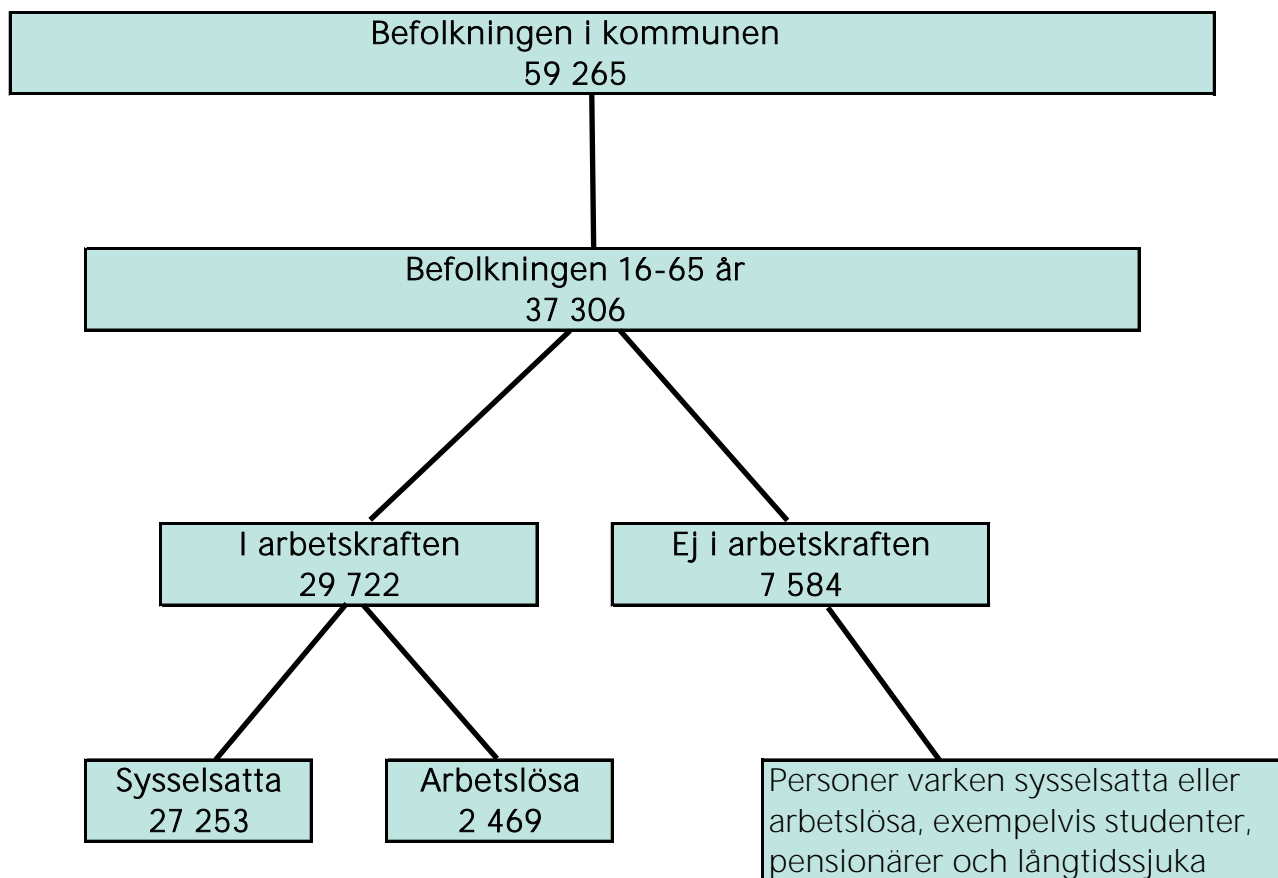 Befolkningen i kommunen
59 265
Befolkningen 16-65 år
37 306
I arbetskraften
29 722
Ej i arbetskraften
7 584
Sysselsatta
27 253
Arbetslösa
2 469
Personer varken sysselsatta eller
arbetslösa, exempelvis studenter,
pensionärer och långtidssjuka